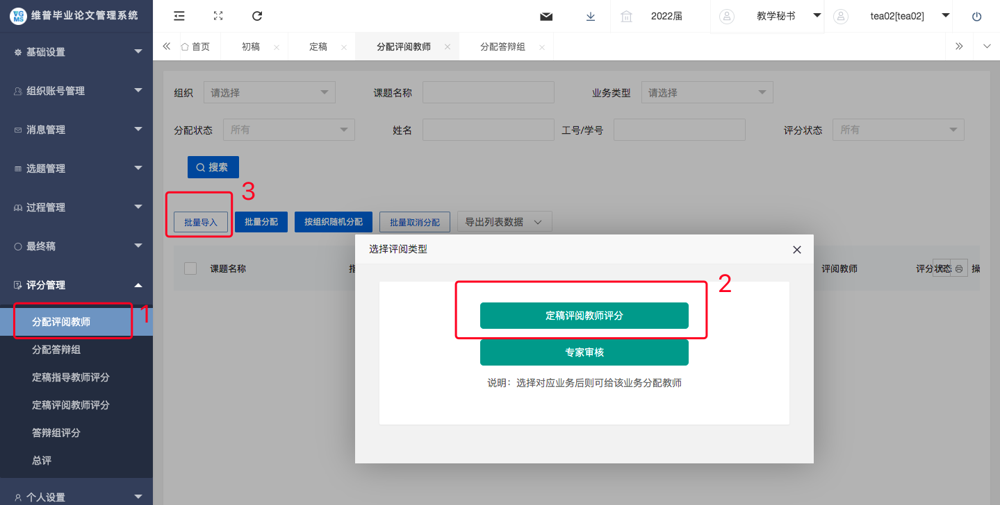 VG MS 维普毕业论文管理系统
2022届 教学秘书 tea02[tea02]
首页 初稿 定稿 分配评阅教师 分配答辩组
基础设置
组织账号管理
消息管理
选题管理
过程管理
最终稿
评分管理
分配评阅教师 1
分配答辩组
定稿指导教师评分
定稿评阅教师评分
答辩组评分
总评
个人设置
组织 请选择 课题名称 业务类型 请选择
分配状态 所有 姓名 工号/学号 评分状态 所有
搜索
3
批量导入 批量分配 按组织随机分配 批量取消分配 导出列表数据
课题名称 指 评阅教师 评分状态 操
选择评阅类型
2
定稿评阅教师评分
专家审核
说明：选择对应业务后则可给该业务分配教师